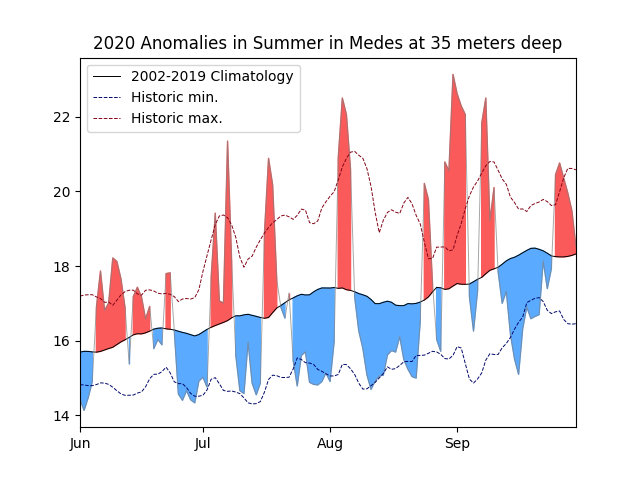 2020 Anomalies in Summer in Medes at 35 meters deep
2002-2019 Climatology
Historic min.
Historic max.
22
20
18
16
14
Jun Jul Aug Sep